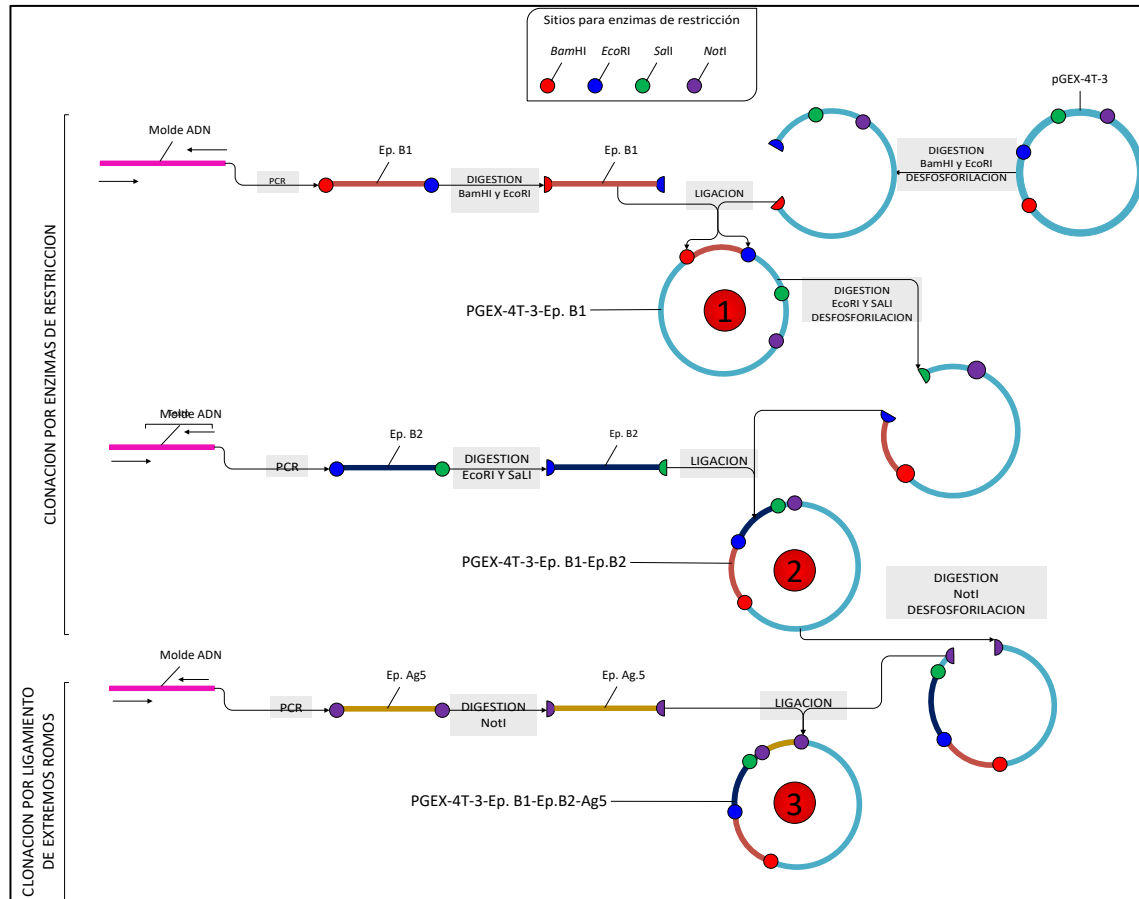 Sitios para enzimas de restricción
BamHI EcoRI SalI NotI
pGEX-4T-3
Molde ADN
Ep. B1
Ep. B1
DIGESTION
BamHI y EcoRI
DESFOSFORILACION
PCR
DIGESTION
BamHI y EcoRI
LIGACION
CLONACION POR ENZIMAS DE RESTRICCION
1
PGEX-4T-3-Ep. B1
DIGESTION
EcoRI Y SALI
DESFOSFORILACION
Molde ADN
Ep. B2
Ep. B2
PCR
DIGESTION
EcoRI Y SaLI
LIGACION
PGEX-4T-3-Ep. B1-Ep.B2
2
DIGESTION
NotI
DESFOSFORILACION
CLONACION POR LIGAMIENTO
DE EXTREMOS ROMOS
Molde ADN
Ep. Ag5
Ep. Ag.5
PCR
DIGESTION
NotI
LIGACION
PGEX-4T-3-Ep. B1-Ep.B2-Ag5
3